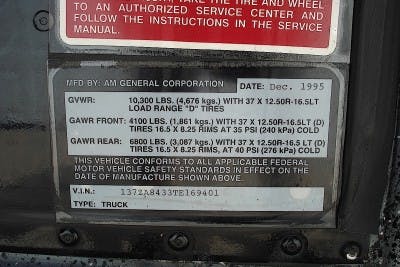 TAKE THE TIRE AND WHEEL
TO AN AUTHORIZED SERVICE CENTER AND
FOLLOW THE INSTRUCTIONS IN THE SERVICE
MANUAL.
MFD BY: AM GENERAL CORPORATION DATE: Dec. 1995
GVWR: 10,300 LBS. (4,676 kgs.) WITH 37 X 12.50R-16.5LT
LOAD RANGE "D" TIRES
GAWR FRONT: 4100 LBS. (1,861 kgs.) WITH 37 X 12.50R-16.5LT (D)
TIRES 16.5 X 8.25 RIMS AT 35 PSI (240 kPa) COLD
GAWR REAR: 6800 LBS. (3,087 kgs.) WITH 37 X 12.50R-16.5 LT (D)
TIRES 16.5 X 8.25 RIMS, AT 40 PSI (276 kPa) COLD
THIS VEHICLE CONFORMS TO ALL APPLICABLE FEDERAL
MOTOR VEHICLE SAFETY STANDARDS IN EFFECT ON THE
DATE OF MANUFACTURE SHOWN ABOVE.
V.I.N.: 137ZA8433TE169401
TYPE: TRUCK